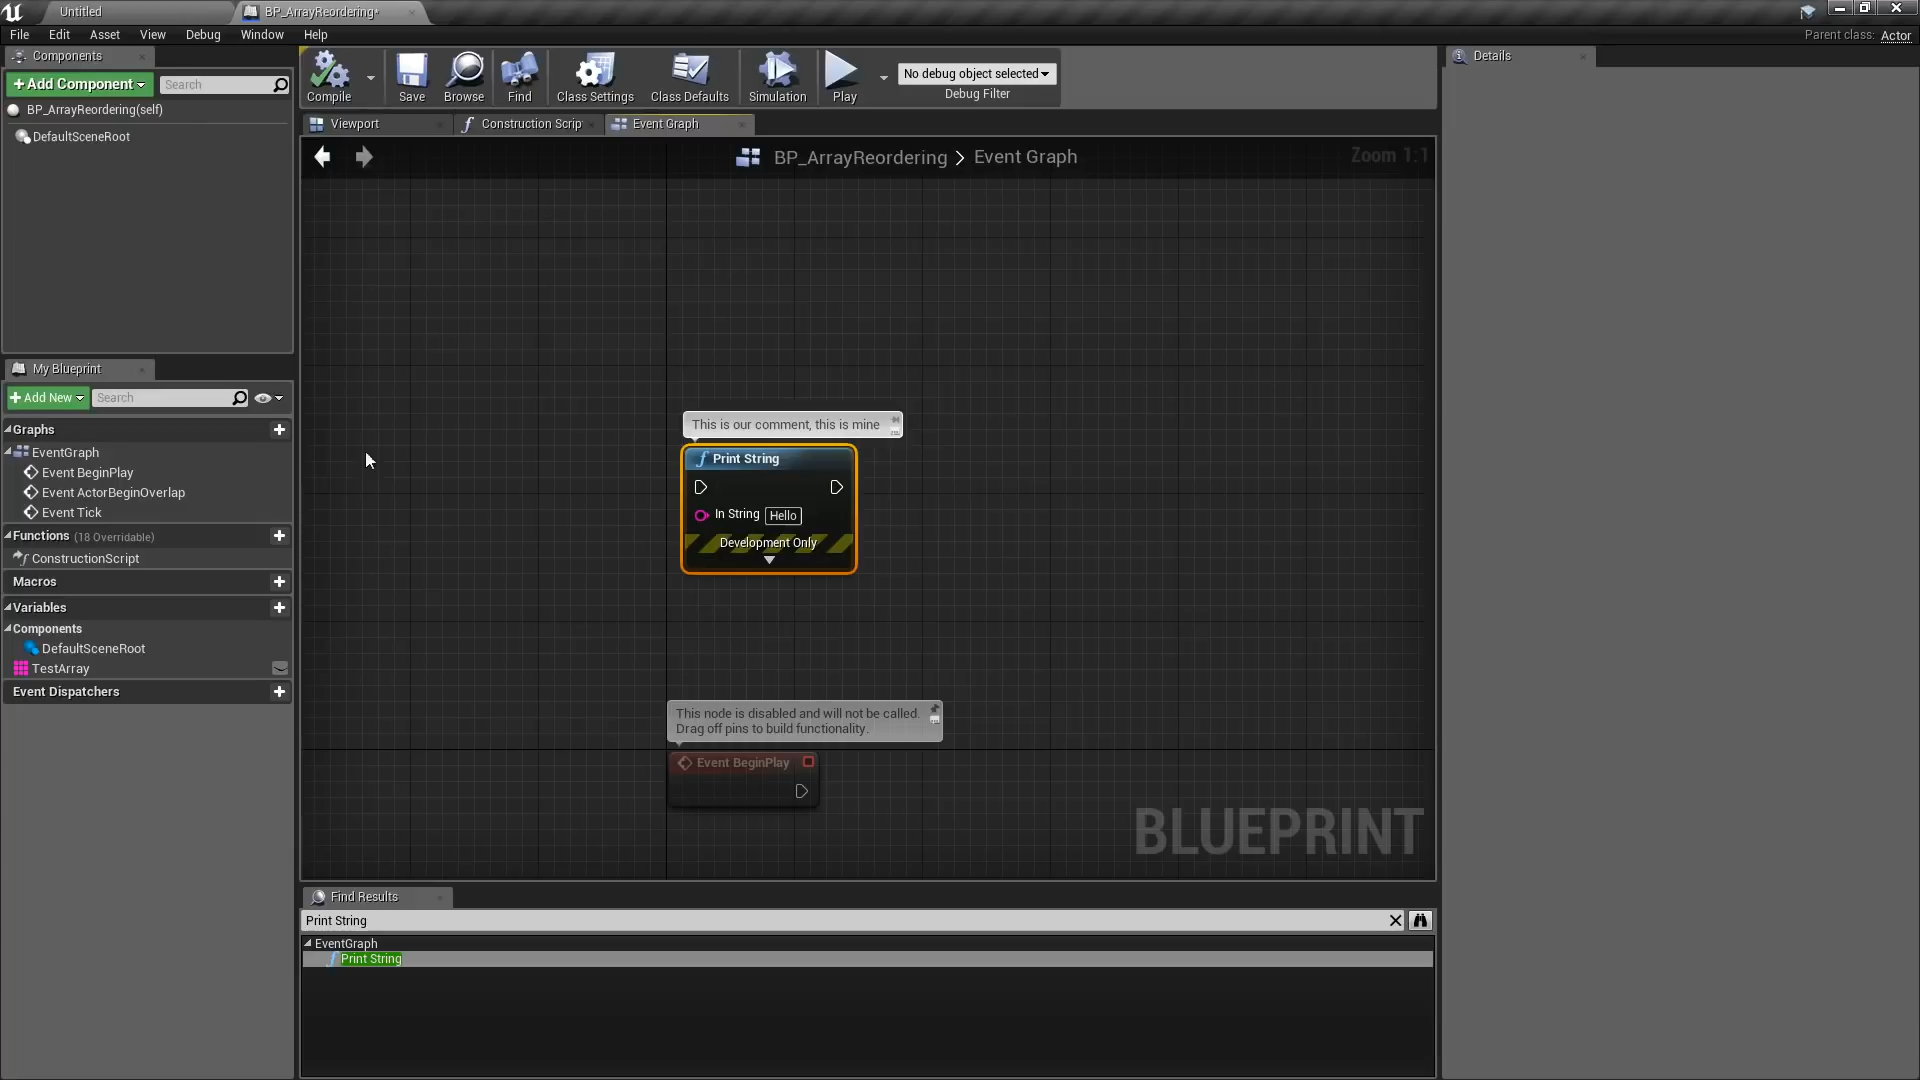 Untitled
BP_ArrayReordering*
File Edit Asset View Debug Window Help
Parent class: Actor
Components
+Add Component
Search
BP_ArrayReordering(self)
DefaultSceneRoot
My Blueprint
+Add New
Search
Graphs
EventGraph
Event BeginPlay
Event ActorBeginOverlap
Event Tick
Functions (18 Overridable)
ConstructionScript
Macros
Variables
Components
DefaultSceneRoot
TestArray
Event Dispatchers
Compile
Save
Browse
Find
Class Settings
Class Defaults
Simulation
Play
No debug object selected
Debug Filter
Viewport
Construction Scrip
Event Graph
BP_ArrayReordering > Event Graph
Zoom 1:1
This is our comment, this is mine
Print String
In String Hello
Development Only
This node is disabled and will not be called.
Drag off pins to build functionality.
Event BeginPlay
BLUEPRINT
Find Results
Print String
EventGraph
Print String
Details